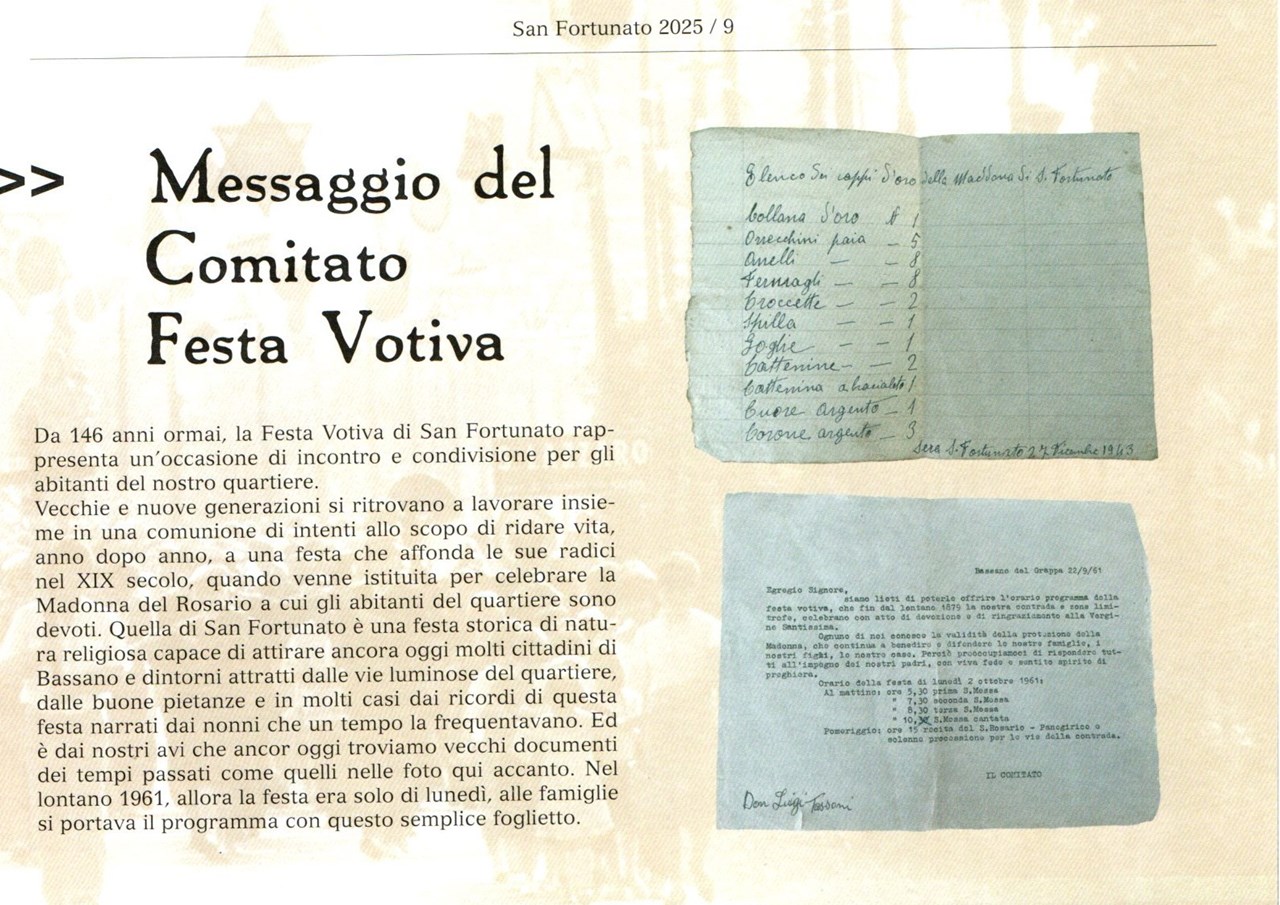 San Fortunato 2025 / 9
>>
Messaggio del
Comitato
Festa Votiva
Da 146 anni ormai, la Festa Votiva di San Fortunato rap-
presenta un'occasione di incontro e condivisione per gli
abitanti del nostro quartiere.
Vecchie e nuove generazioni si ritrovano a lavorare insie-
me in una comunione di intenti allo scopo di ridare vita,
anno dopo anno, a una festa che affonda le sue radici
nel XIX secolo, quando venne istituita per celebrare la
Madonna del Rosario a cui gli abitanti del quartiere sono
devoti. Quella di San Fortunato è una festa storica di natu-
ra religiosa capace di attirare ancora oggi molti cittadini di
Bassano e dintorni attratti dalle vie luminose del quartiere,
dalle buone pietanze e in molti casi dai ricordi di questa
festa narrati dai nonni che un tempo la frequentavano. Ed
è dai nostri avi che ancor oggi troviamo vecchi documenti
dei tempi passati come quelli nelle foto qui accanto. Nel
lontano 1961, allora la festa era solo di lunedì, alle famiglie
si portava il programma con questo semplice foglietto.
Elenco dei d'oro della Maddona di S. Fortunato
Collana d'oro N 1
Orrecchini paia — 5
Anelli — — 8
Fermagli — — 8
Croccette — — 2
Spilla — — 1
— — 1
Cattenine — — 2
Cattenina a bracialeto 1
Cuore argento — 1
Corone argento — 3
S. Fortunato 27 Dicembre 1943
Bassano del Grappa 22/9/61
Egregio Signore,
siamo lieti di poterle offrire l'orario programma della
festa votiva, che fin dal lontano 1879 la nostra contrada e zone limi-
trofe, celebrano con atto di devozione e di ringraziamento alla Vergi-
ne Santissima.
Ognuno di noi conosce la validità della protezione della
Madonna, che continua a benedire e difendere le nostre famiglie, i
nostri figli, le nostre case. Perciò preoccupiamoci di rispondere tut-
ti all'impegno dei nostri padri, con viva fede e sentito spirito di
preghiera.
Orario della festa di lunedì 2 ottobre 1961:
Al mattino: ore 5,30 prima S.Messa
" 7,30 seconda S.Messa
" 8,30 terza S.Messa
" 10, S.Messa cantata
Pomeriggio: ore 15 recita del S.Rosario - Panegirico e
solenne processione per le vie della contrada.
IL COMITATO
Don Luigi